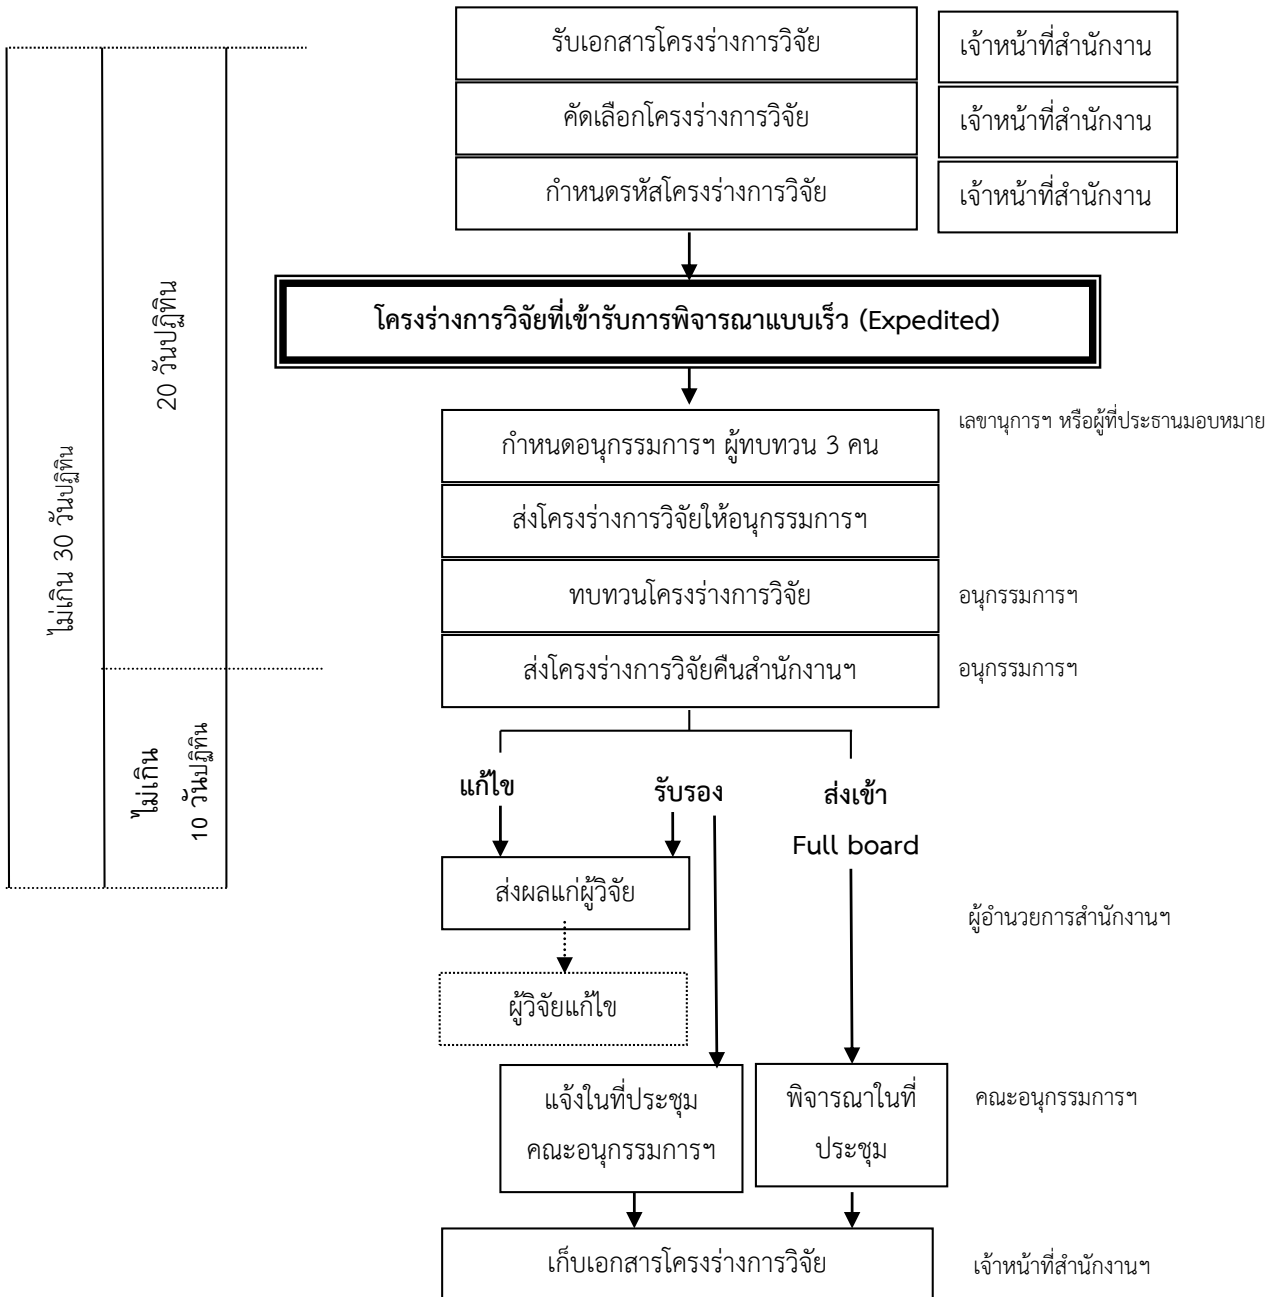 รับเอกสารโครงร่างการวิจัย
เจ้าหน้าที่สำนักงาน
คัดเลือกโครงร่างการวิจัย
เจ้าหน้าที่สำนักงาน
กำหนดรหัสโครงร่างการวิจัย
เจ้าหน้าที่สำนักงาน
ไม่เกิน 30 วันปฏิทิน
20 วันปฏิทิน
โครงร่างการวิจัยที่เข้ารับการพิจารณาแบบเร็ว (Expedited)
กำหนดอนุกรรมการฯ ผู้ทบทวน 3 คน
เลขานุการฯ หรือผู้ที่ประธานมอบหมาย
ส่งโครงร่างการวิจัยให้อนุกรรมการฯ
ทบทวนโครงร่างการวิจัย
อนุกรรมการฯ
ส่งโครงร่างการวิจัยคืนสำนักงานฯ
อนุกรรมการฯ
ไม่เกิน
10 วันปฏิทิน
แก้ไข
รับรอง
ส่งเข้า
Full board
ส่งผลแก่ผู้วิจัย
ผู้อำนวยการสำนักงานฯ
ผู้วิจัยแก้ไข
แจ้งในที่ประชุม
คณะอนุกรรมการฯ
พิจารณาในที่
ประชุม
คณะอนุกรรมการฯ
เก็บเอกสารโครงร่างการวิจัย
เจ้าหน้าที่สำนักงานฯ